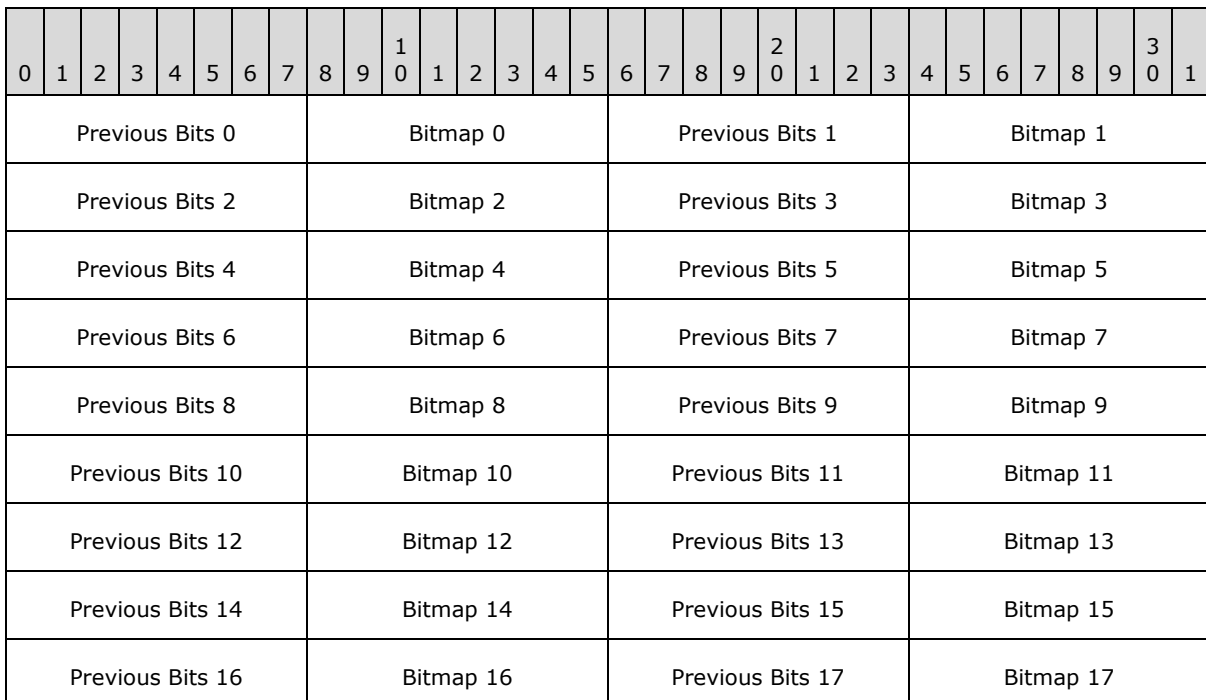 0 1 2 3 4 5 6 7 8 9 10 1 2 3 4 5 6 7 8 9 20 1 2 3 4 5 6 7 8 9 30 1
Previous Bits 0 Bitmap 0 Previous Bits 1 Bitmap 1
Previous Bits 2 Bitmap 2 Previous Bits 3 Bitmap 3
Previous Bits 4 Bitmap 4 Previous Bits 5 Bitmap 5
Previous Bits 6 Bitmap 6 Previous Bits 7 Bitmap 7
Previous Bits 8 Bitmap 8 Previous Bits 9 Bitmap 9
Previous Bits 10 Bitmap 10 Previous Bits 11 Bitmap 11
Previous Bits 12 Bitmap 12 Previous Bits 13 Bitmap 13
Previous Bits 14 Bitmap 14 Previous Bits 15 Bitmap 15
Previous Bits 16 Bitmap 16 Previous Bits 17 Bitmap 17